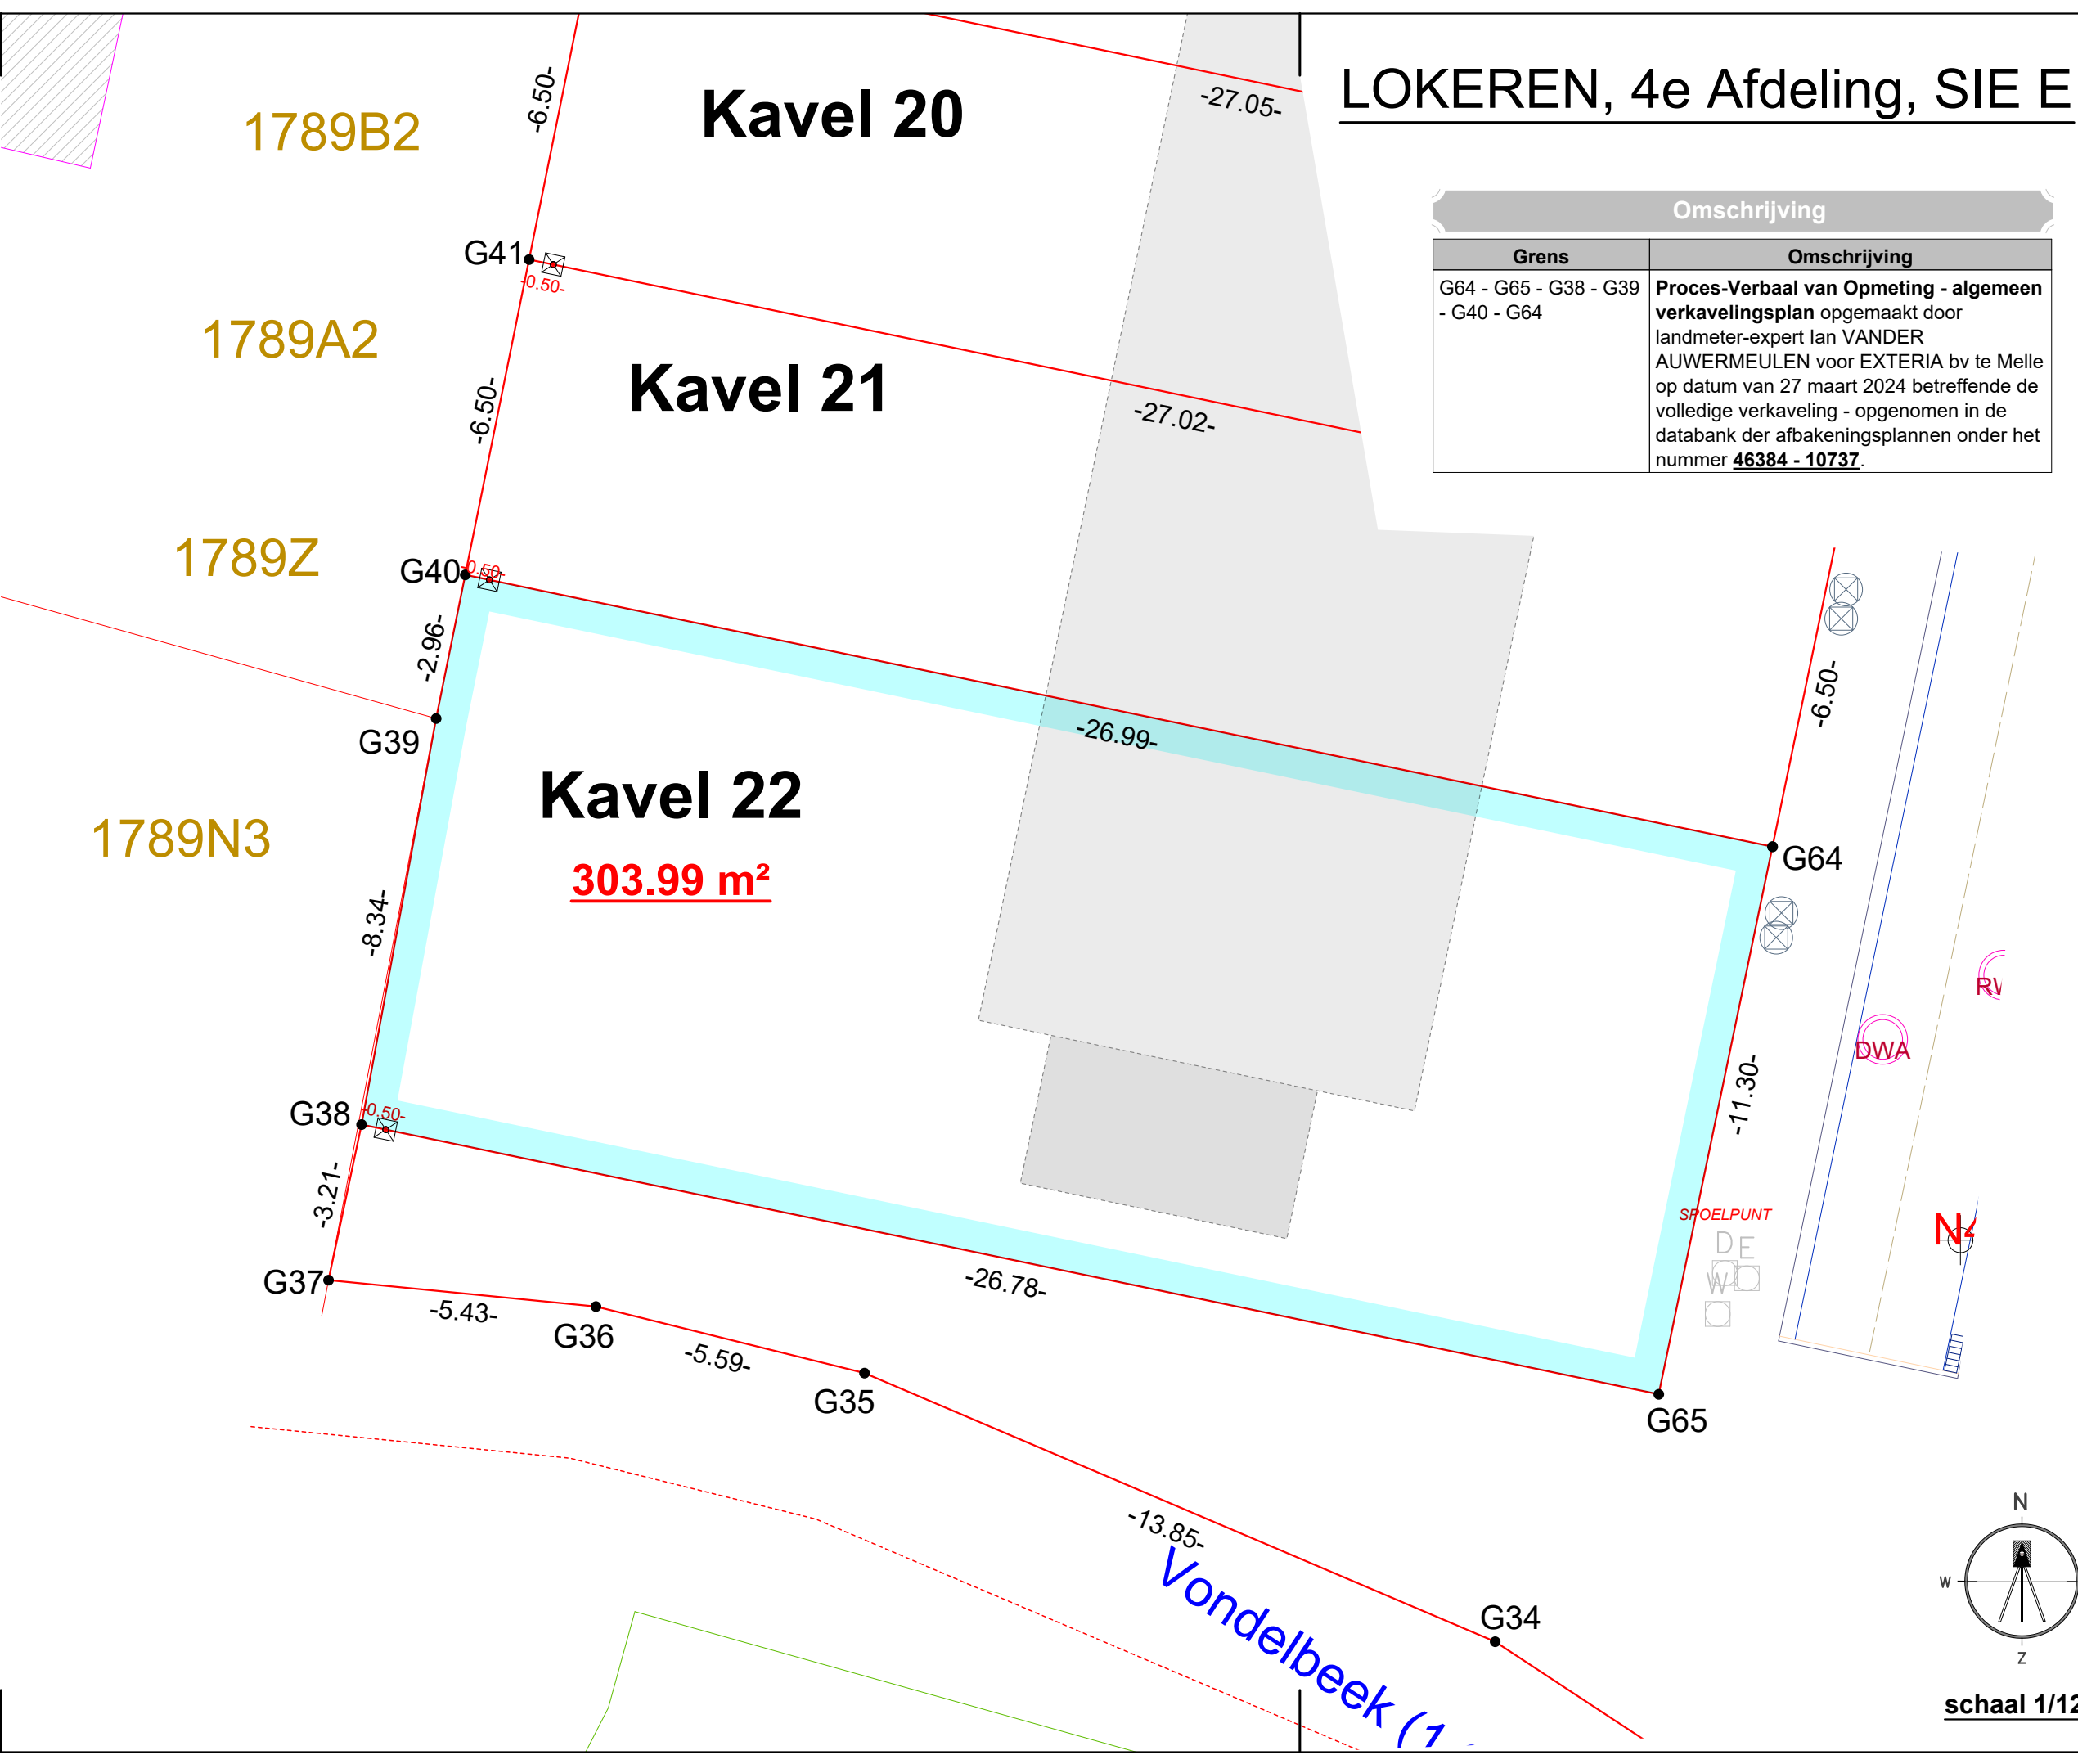 LOKEREN, 4e Afdeling, SIE E
-6.50-
1789B2
Kavel 20
-27.05-
Omschrijving
Grens
Omschrijving
G64 - G65 - G38 - G39
- G40 - G64
Proces-Verbaal van Opmeting - algemeen
verkavelingsplan opgemaakt door
landmeter-expert Ian VANDER
AUWERMEULEN voor EXTERIA bv te Melle
op datum van 27 maart 2024 betreffende de
volledige verkaveling - opgenomen in de
databank der afbakeningsplannen onder het
nummer 46384 - 10737.
G41
-0.50-
1789A2
Kavel 21
-6.50-
-27.02-
1789Z
G40
-0.50-
-2.96-
-6.50-
G39
-26.99-
Kavel 22
303.99 m²
1789N3
G64
-8.34-
RW
DWA
-11.30-
G38
-0.50-
-3.21-
SPOELPUNT
D E
W
G37
-26.78-
-5.43-
G36
-5.59-
G35
G65
-13.85-
Vondelbeek (1
G34
N
W
Z
schaal 1/12